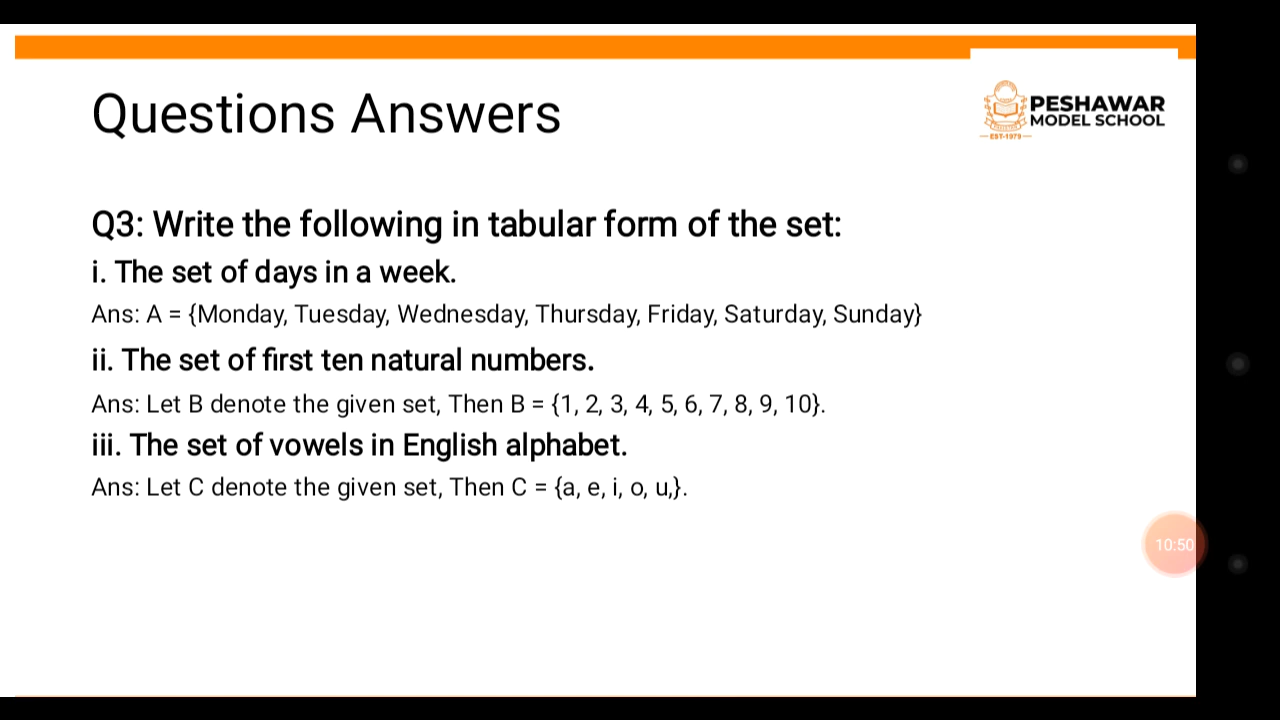 Questions Answers
PESHAWAR
MODEL SCHOOL
EST-1979
Q3: Write the following in tabular form of the set:
i. The set of days in a week.
Ans: A = {Monday, Tuesday, Wednesday, Thursday, Friday, Saturday, Sunday}
ii. The set of first ten natural numbers.
Ans: Let B denote the given set, Then B = {1, 2, 3, 4, 5, 6, 7, 8, 9, 10}.
iii. The set of vowels in English alphabet.
Ans: Let C denote the given set, Then C = {a, e, i, o, u,}.
10:50